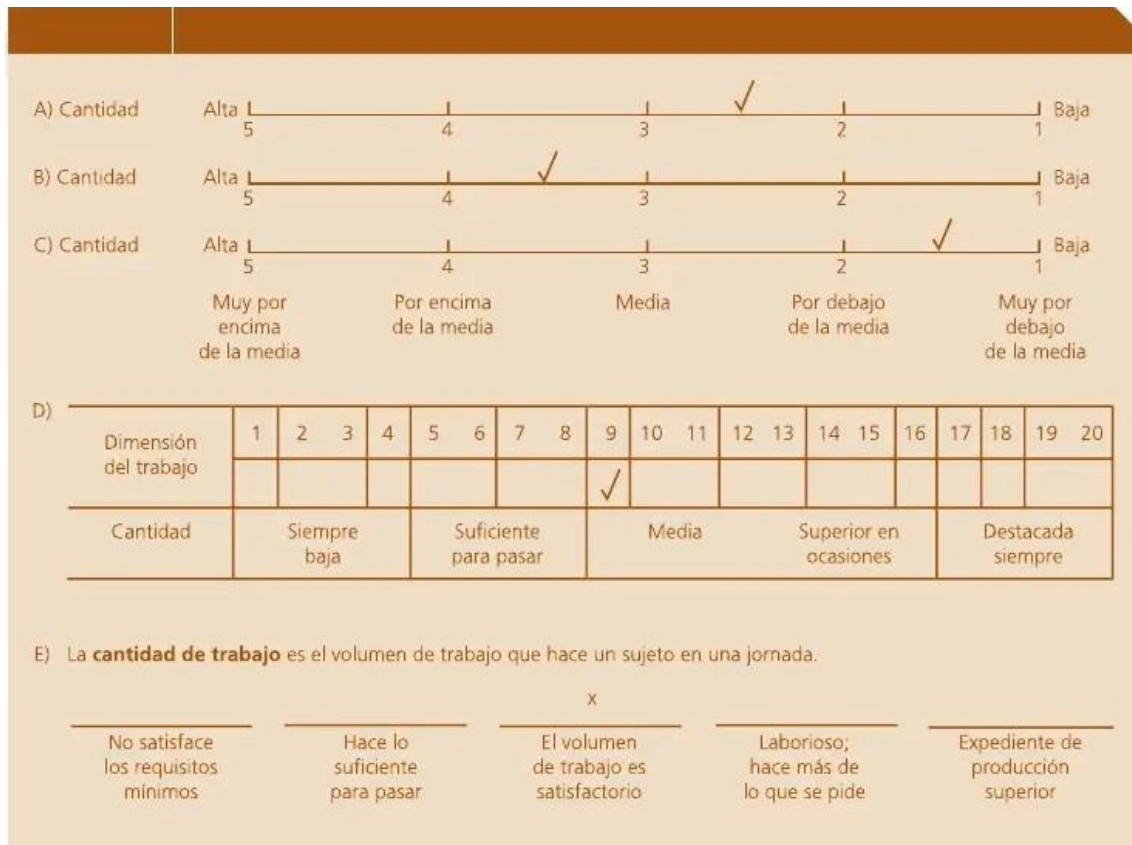 A) Cantidad Alta Baja
5 4 3 2 1
B) Cantidad Alta Baja
5 4 3 2 1
C) Cantidad Alta Baja
5 4 3 2 1
Muy por encima de la media Por encima de la media Media Por debajo de la media Muy por debajo de la media
D)
Dimensión del trabajo 1 2 3 4 5 6 7 8 9 10 11 12 13 14 15 16 17 18 19 20
Cantidad Siempre baja Suficiente para pasar Media Superior en ocasiones Destacada siempre
E) La cantidad de trabajo es el volumen de trabajo que hace un sujeto en una jornada.
x
No satisface los requisitos mínimos Hace lo suficiente para pasar El volumen de trabajo es satisfactorio Laborioso; hace más de lo que se pide Expediente de producción superior